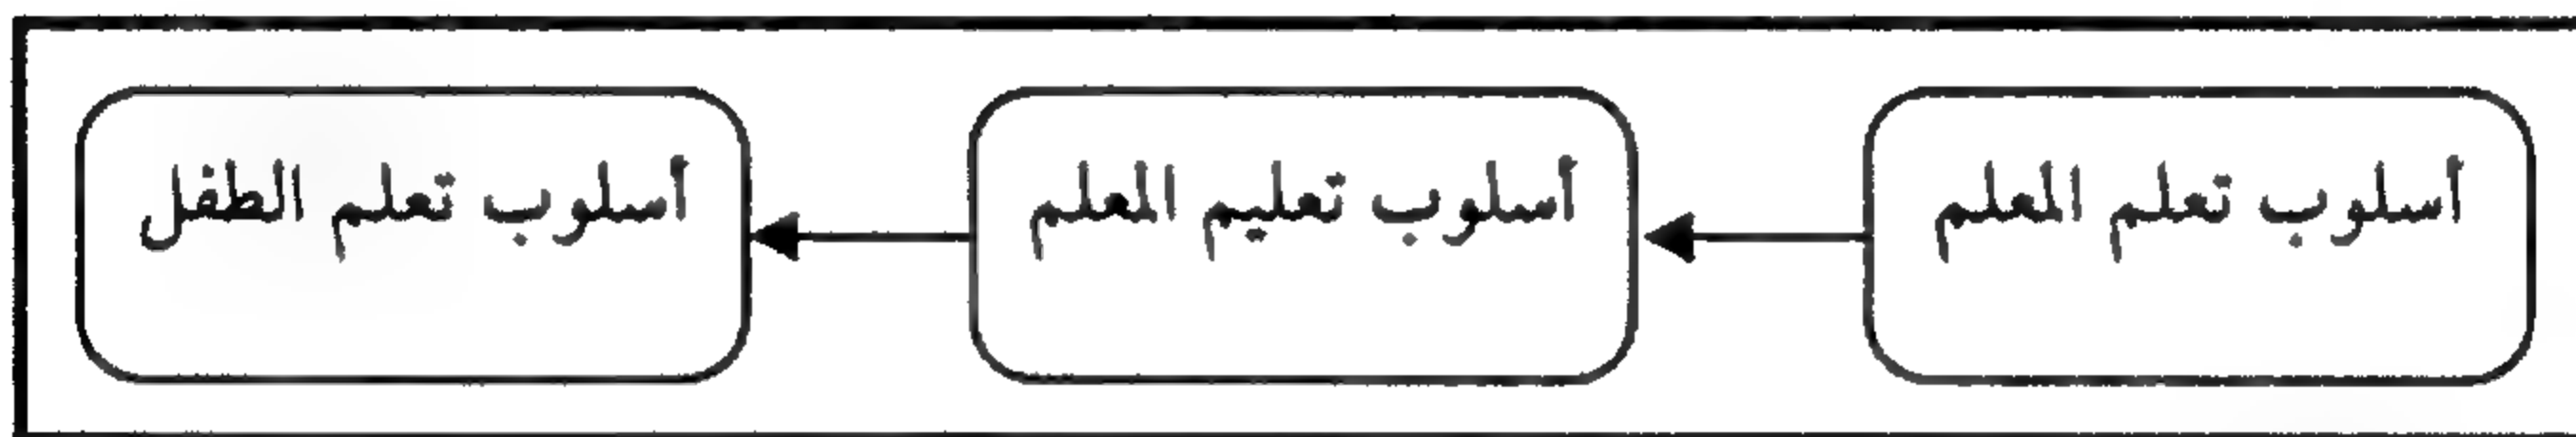 أسلوب تعلم المعلم
أسلوب تعليم المعلم
أسلوب تعلم الطفل